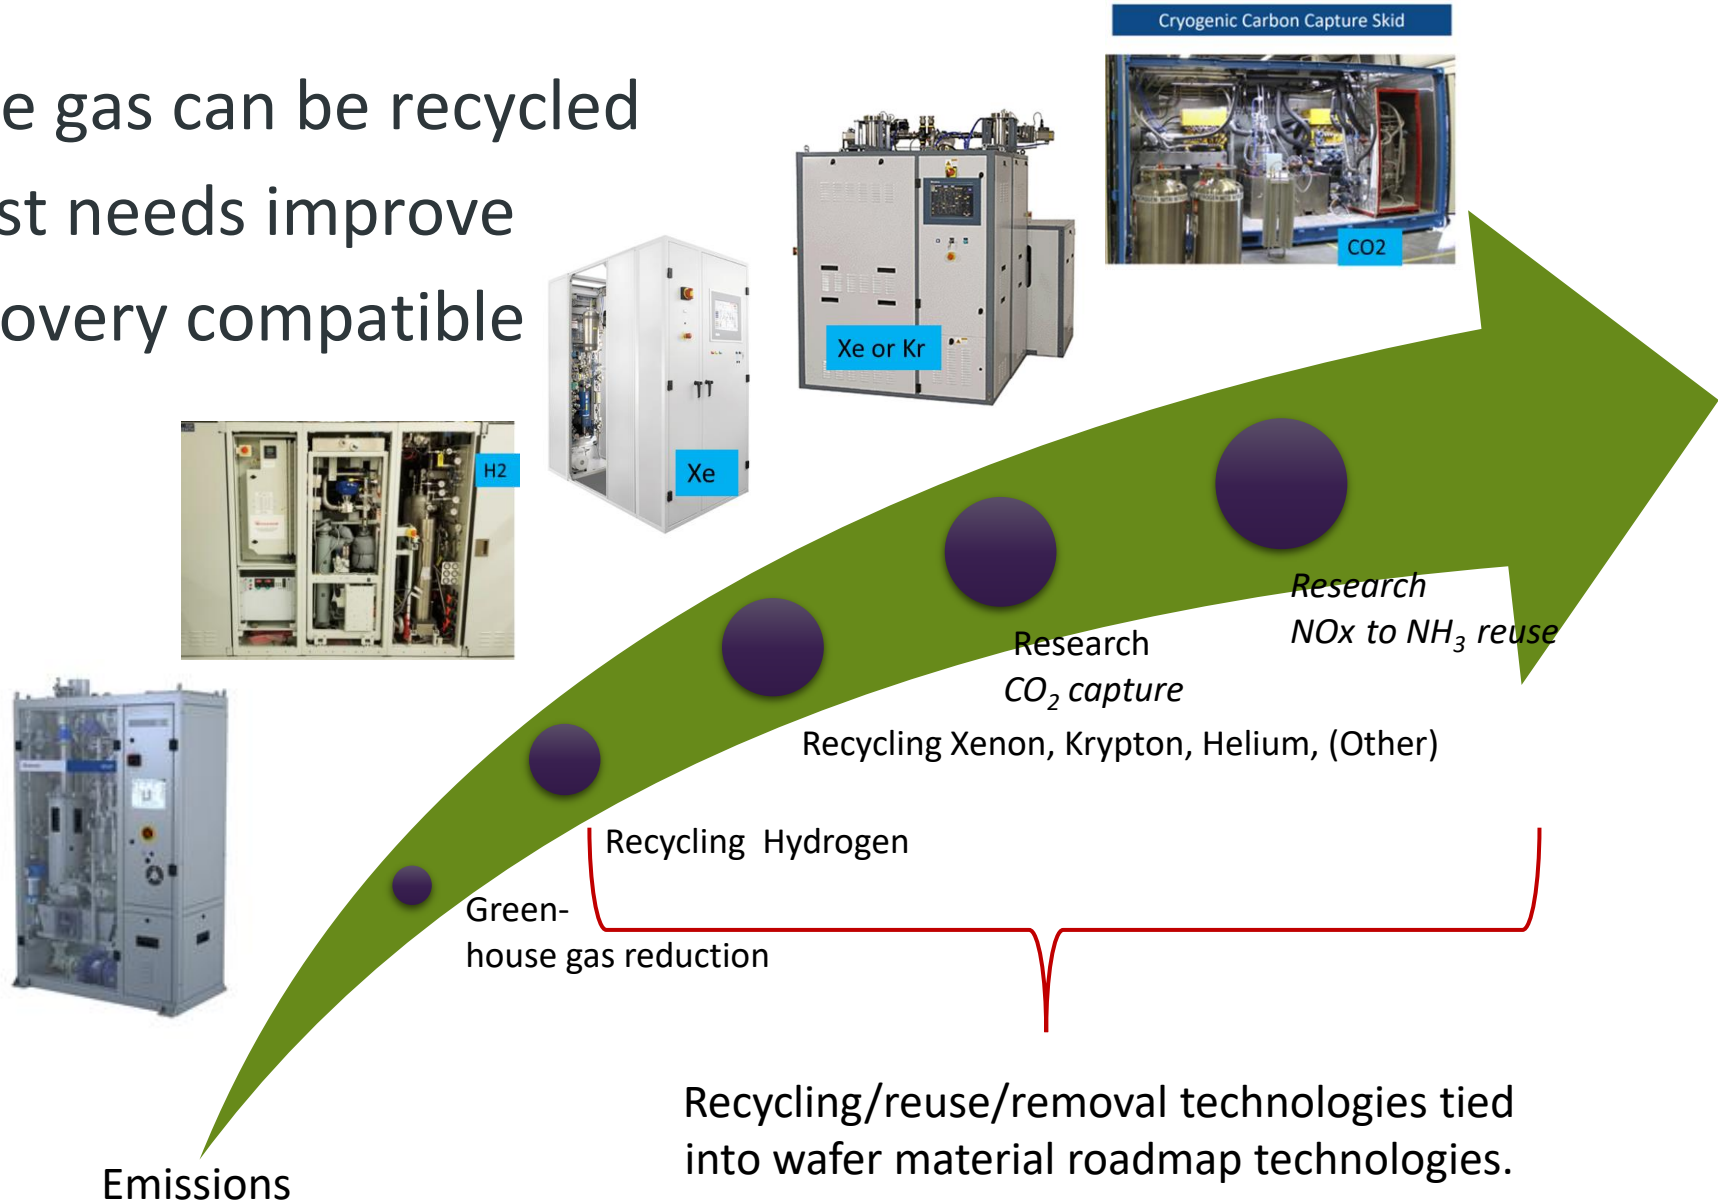 Cryogenic Carbon Capture Skid
e gas can be recycled
st needs improve
overy compatible
CO2
Xe or Kr
Xe
H2
Research
NOx to NH₃ reuse
Research
CO₂ capture
Recycling Xenon, Krypton, Helium, (Other)
Recycling Hydrogen
Green-
house gas reduction
Recycling/reuse/removal technologies tied
into wafer material roadmap technologies.
Emissions